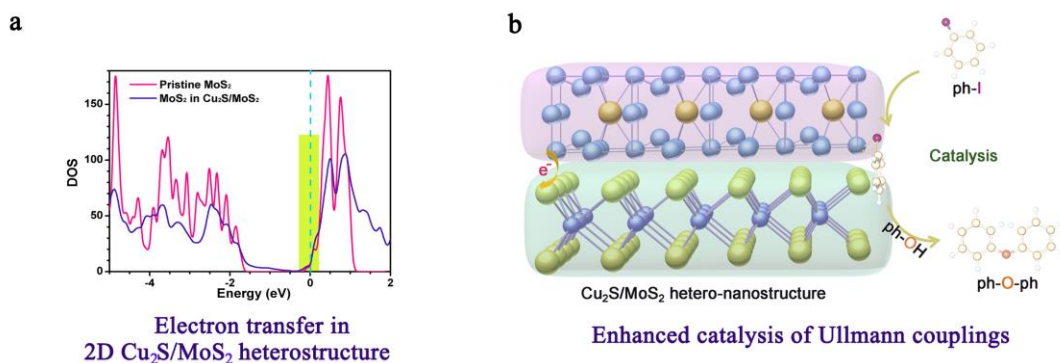 a
150
100
50
0
DOS
-4
-2
0
2
Energy (eV)
Pristine MoS₂
MoS₂ in Cu₂S/MoS₂
Electron transfer in
2D Cu₂S/MoS₂ heterostructure
b
ph-I
Catalysis
e⁻
ph-OH
ph-O-ph
Cu₂S/MoS₂ hetero-nanostructure
Enhanced catalysis of Ullmann couplings